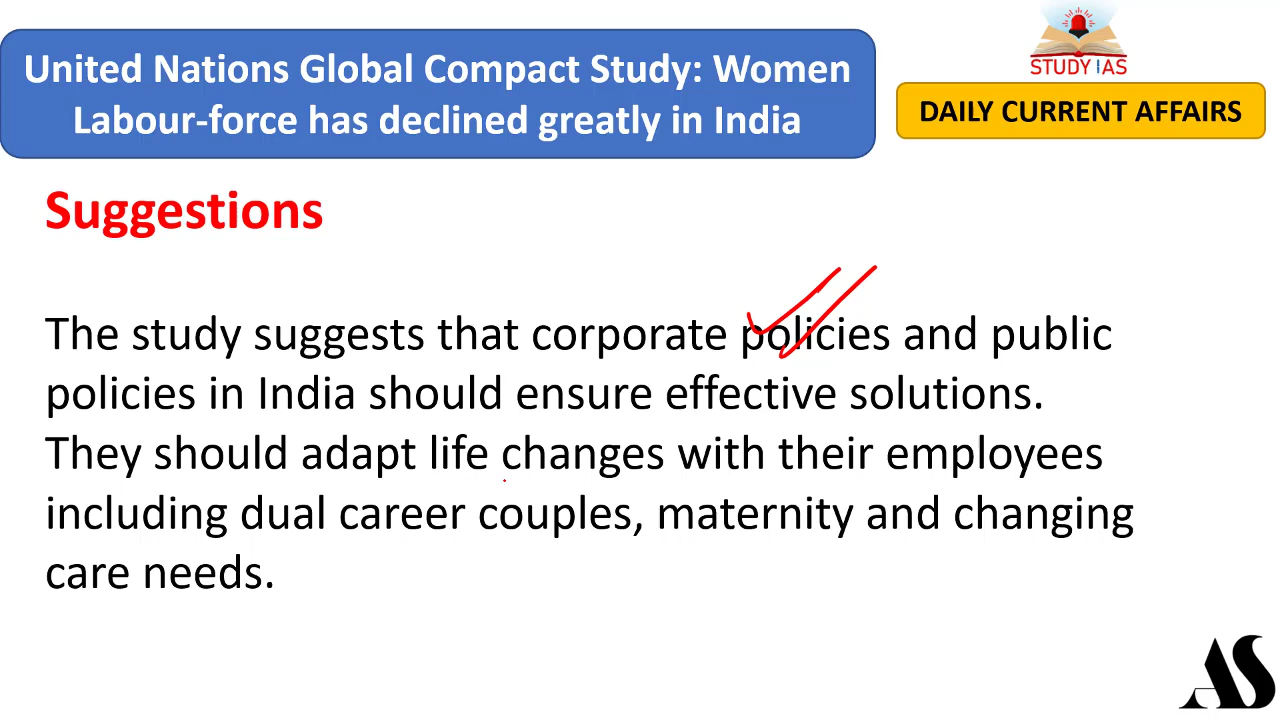 United Nations Global Compact Study: Women
Labour-force has declined greatly in India
STUDY IAS
DAILY CURRENT AFFAIRS
Suggestions
The study suggests that corporate policies and public
policies in India should ensure effective solutions.
They should adapt life changes with their employees
including dual career couples, maternity and changing
care needs.
AS